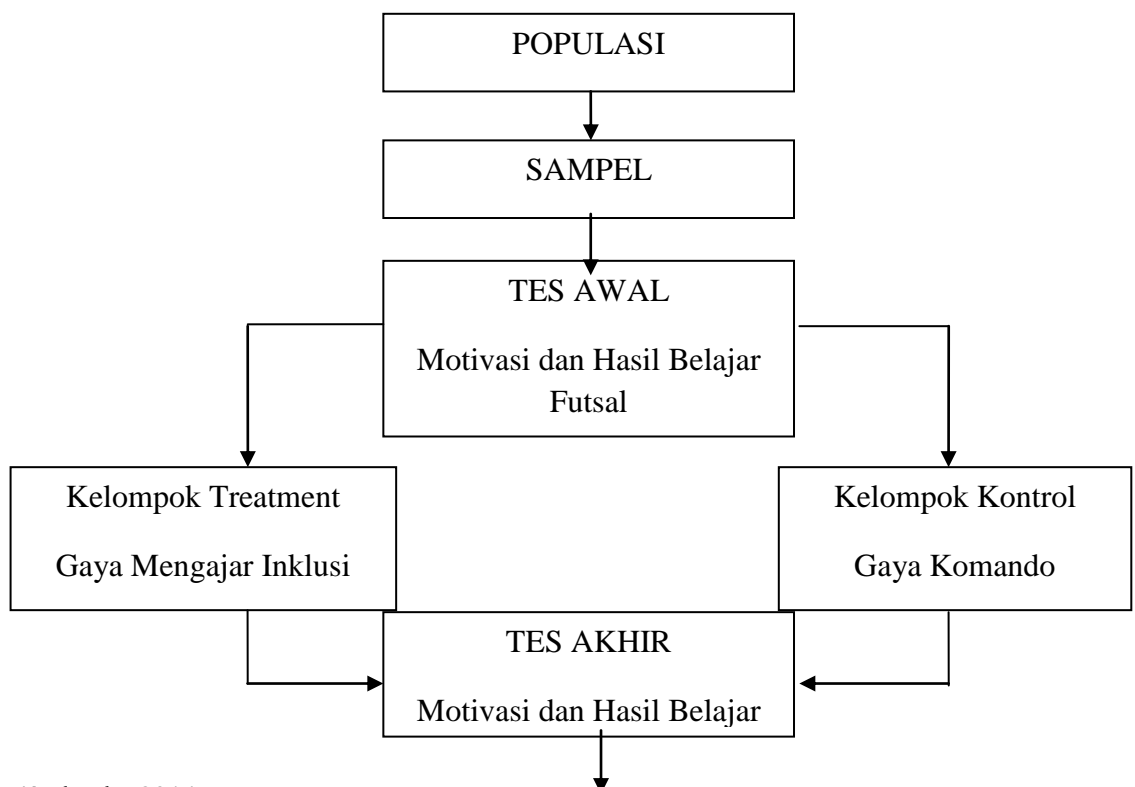 POPULASI
SAMPEL
TES AWAL
Motivasi dan Hasil Belajar
Futsal
Kelompok Treatment
Gaya Mengajar Inklusi
Kelompok Kontrol
Gaya Komando
TES AKHIR
Motivasi dan Hasil Belajar